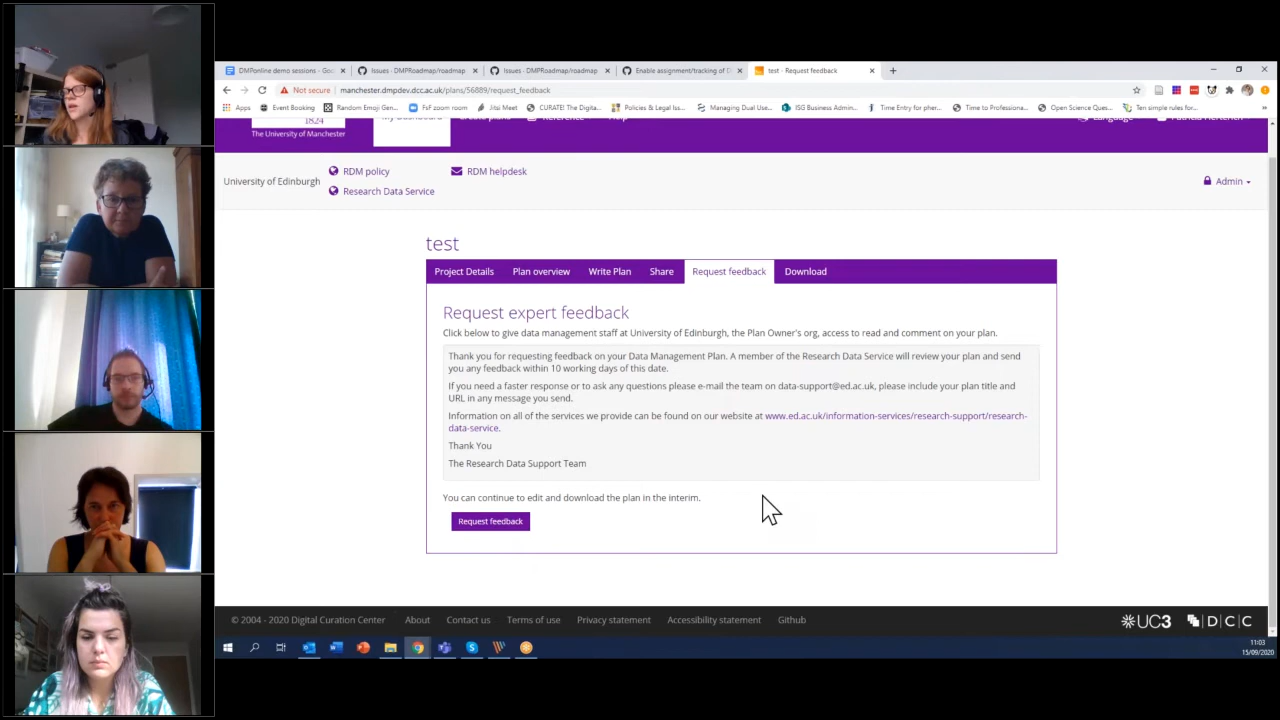 DMPonline demo sessions - Goo
Issues · DMPRoadmap/roadmap
Issues · DMPRoadmap/roadmap
Enable assignment/tracking of D
test - Request feedback
Not secure | manchester.dmpdev.dcc.ac.uk/plans/56889/request_feedback
Apps
Event Booking
Random Emoji Gen...
FsF zoom room
Jitsi Meet
CURATE! The Digita...
Policies & Legal Iss...
Managing Dual Use...
ISG Business Admin...
Time Entry for pher...
Time to Professiona...
Open Science Ques...
Ten simple rules for...
1824
The University of Manchester
My Dashboard
Create plans
Reference
Help
Language
University of Edinburgh
RDM policy
RDM helpdesk
Research Data Service
Admin
test
Project Details
Plan overview
Write Plan
Share
Request feedback
Download
Request expert feedback
Click below to give data management staff at University of Edinburgh, the Plan Owner's org, access to read and comment on your plan.
Thank you for requesting feedback on your Data Management Plan. A member of the Research Data Service will review your plan and send
you any feedback within 10 working days of this date.
If you need a faster response or to ask any questions please e-mail the team on data-support@ed.ac.uk, please include your plan title and
URL in any message you send.
Information on all of the services we provide can be found on our website at www.ed.ac.uk/information-services/research-support/research-
data-service.
Thank You
The Research Data Support Team
You can continue to edit and download the plan in the interim.
Request feedback
© 2004 - 2020 Digital Curation Center
About
Contact us
Terms of use
Privacy statement
Accessibility statement
Github
UC3
DCC
11:03
15/09/2020